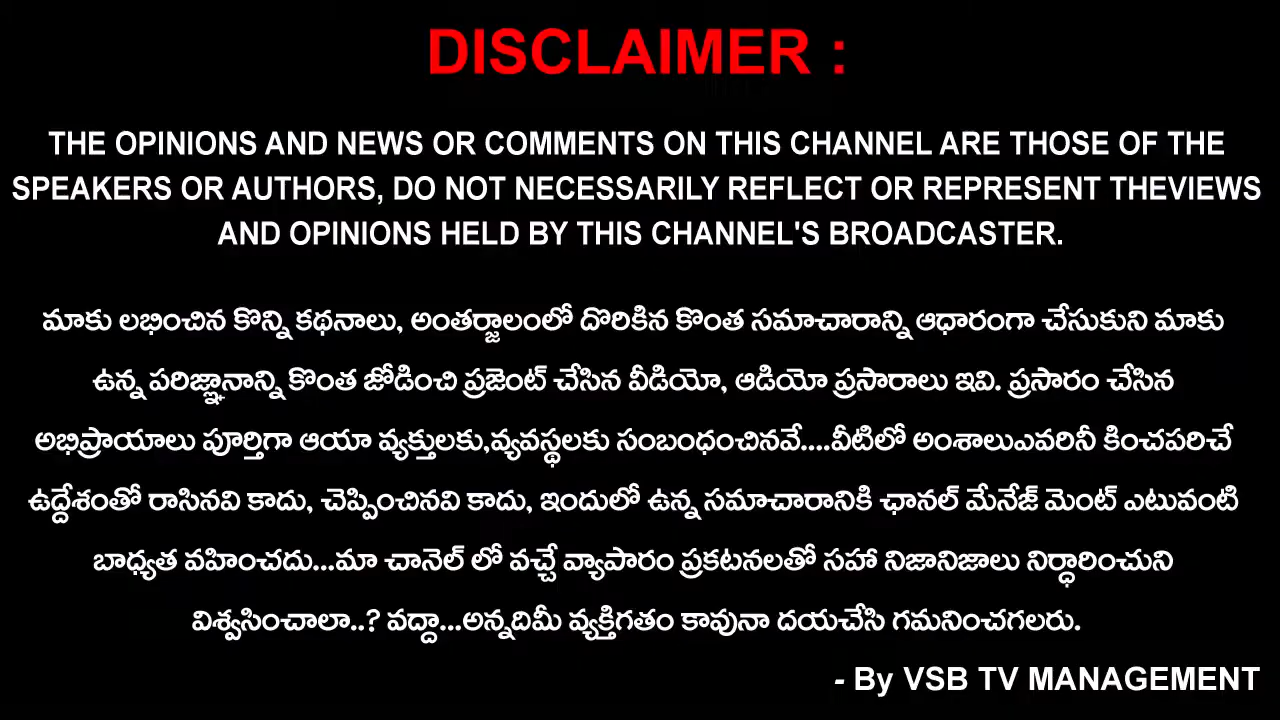 DISCLAIMER :
THE OPINIONS AND NEWS OR COMMENTS ON THIS CHANNEL ARE THOSE OF THE
SPEAKERS OR AUTHORS, DO NOT NECESSARILY REFLECT OR REPRESENT THEVIEWS
AND OPINIONS HELD BY THIS CHANNEL'S BROADCASTER.
మాకు లభించిన కొన్ని కథనాలు, అంతర్జాలంలో దొరికిన కొంత సమాచారాన్ని ఆధారంగా చేసుకుని మాకు
ఉన్న పరిజ్ఞానాన్ని కొంత జోడించి ప్రజెంట్ చేసిన వీడియో, ఆడియో ప్రసారాలు ఇవి. ప్రసారం చేసిన
అభిప్రాయాలు పూర్తిగా ఆయా వ్యక్తులకు,వ్యవస్థలకు సంబంధించినవే....వీటిలో అంశాలుఎవరినీ కించపరిచే
ఉద్దేశంతో రాసినవి కాదు, చెప్పించినవి కాదు, ఇందులో ఉన్న సమాచారానికి ఛానల్ మేనేజ్ మెంట్ ఎటువంటి
బాధ్యత వహించదు...మా చానెల్ లో వచ్చే వ్యాపారం ప్రకటనలతో సహా నిజానిజాలు నిర్ధారించుని
విశ్వసించాలా..? వద్దా...అన్నదిమీ వ్యక్తిగతం కావునా దయచేసి గమనించగలరు.
- By VSB TV MANAGEMENT